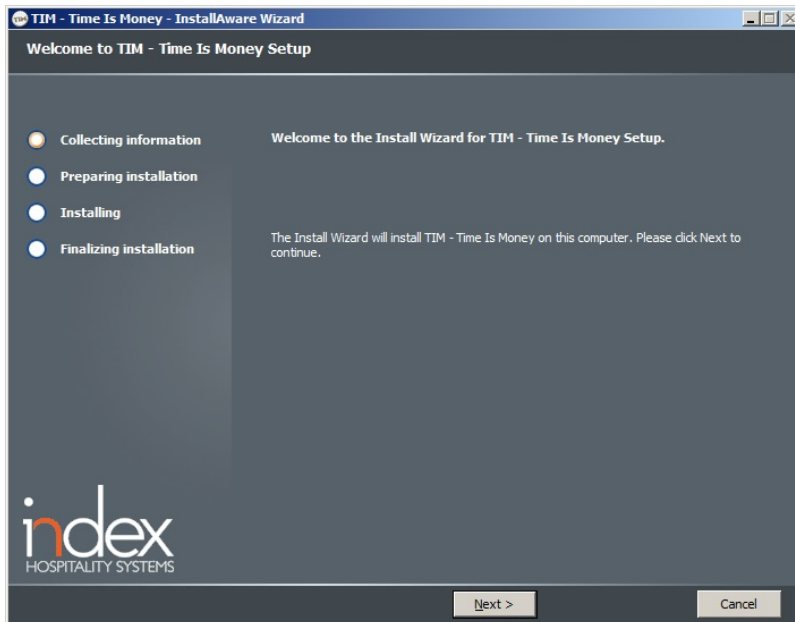 TIM - Time Is Money - InstallAware Wizard
Welcome to TIM - Time Is Money Setup
Collecting information
Preparing installation
Installing
Finalizing installation
Welcome to the Install Wizard for TIM - Time Is Money Setup.
The Install Wizard will install TIM - Time Is Money on this computer. Please click Next to
continue.
index
HOSPITALITY SYSTEMS
Next >
Cancel